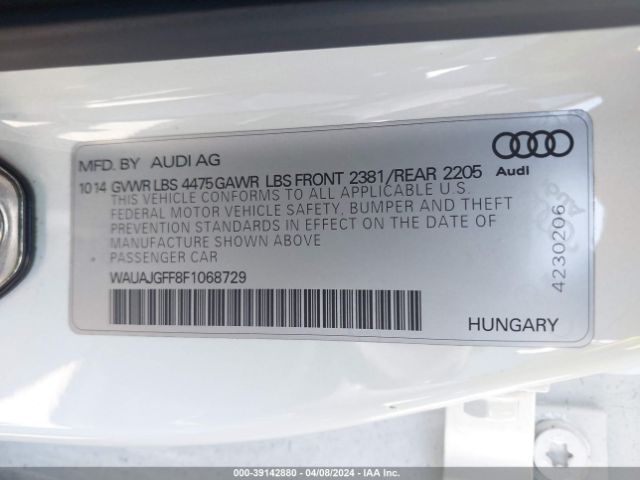 MFD. BY AUDI AG
10 14 GVWR LBS 4475 GAWR LBS FRONT 2381/REAR 2205
THIS VEHICLE CONFORMS TO ALL APPLICABLE U.S.
FEDERAL MOTOR VEHICLE SAFETY, BUMPER AND THEFT
PREVENTION STANDARDS IN EFFECT ON THE DATE OF
MANUFACTURE SHOWN ABOVE
PASSENGER CAR
WAUAJGFF8F1068729
HUNGARY
Audi
4230206
000-39142880 - 04/08/2024 - IAA Inc.